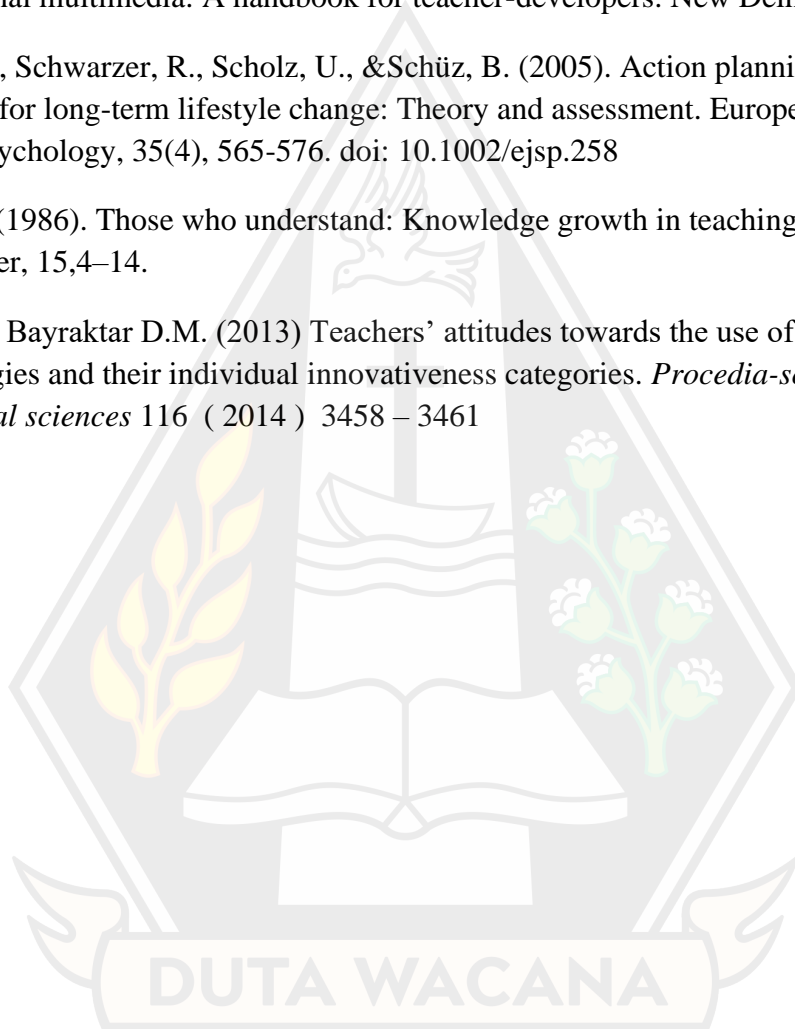 al multimedia: A handbook for teacher-developers. New Delhi
, Schwarzer, R., Scholz, U., &Schüz, B. (2005). Action planni
for long-term lifestyle change: Theory and assessment. Europe
ychology, 35(4), 565-576. doi: 10.1002/ejsp.258
(1986). Those who understand: Knowledge growth in teaching
er, 15,4–14.
Bayraktar D.M. (2013) Teachers’ attitudes towards the use of
gies and their individual innovativeness categories. Procedia-so
al sciences 116 ( 2014 ) 3458 – 3461
DUTA WACANA